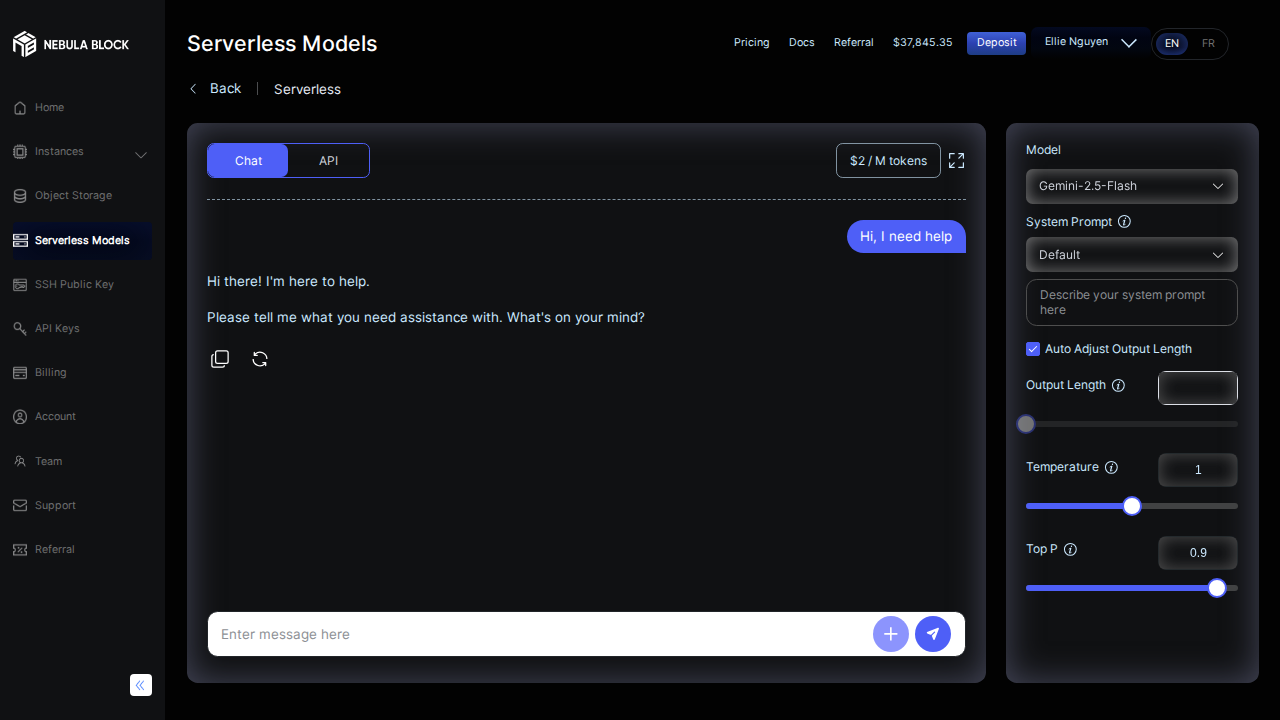 NEBULA BLOCK
Home
Instances
Object Storage
Serverless Models
SSH Public Key
API Keys
Billing
Account
Team
Support
Referral
Serverless Models
Pricing
Docs
Referral
$37,845.35
Deposit
Ellie Nguyen
EN
FR
Back
Serverless
Chat
API
$2 / M tokens
Hi, I need help
Hi there! I'm here to help.
Please tell me what you need assistance with. What's on your mind?
Enter message here
Model
Gemini-2.5-Flash
System Prompt
Default
Describe your system prompt
here
Auto Adjust Output Length
Output Length
Temperature
1
Top P
0.9